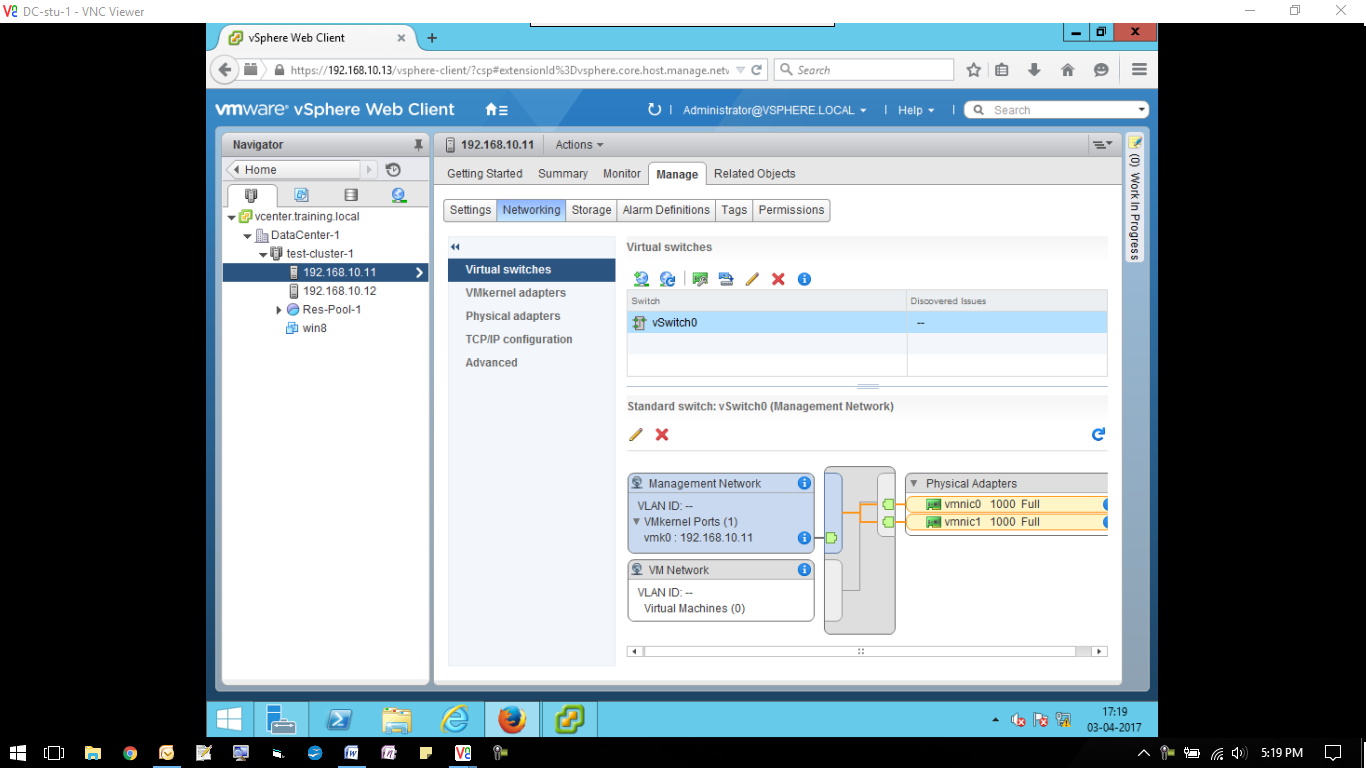 DC-stu-1 - VNC Viewer
vSphere Web Client
https://192.168.10.13/vsphere-client/?csp#extensionId%3Dvsphere.core.host.manage.netv
Search
vmware® vSphere Web Client
Administrator@VSPHERE.LOCAL
Help
Search
Navigator
Home
vcenter.training.local
DataCenter-1
test-cluster-1
192.168.10.11
192.168.10.12
Res-Pool-1
win8
192.168.10.11 Actions
Getting Started Summary Monitor Manage Related Objects
Settings Networking Storage Alarm Definitions Tags Permissions
Virtual switches
VMkernel adapters
Physical adapters
TCP/IP configuration
Advanced
Virtual switches
Switch Discovered Issues
vSwitch0 --
Standard switch: vSwitch0 (Management Network)
Management Network
VLAN ID: --
VMkernel Ports (1)
vmk0 : 192.168.10.11
VM Network
VLAN ID: --
Virtual Machines (0)
Physical Adapters
vmnic0 1000 Full
vmnic1 1000 Full
(0) Work In Progress
17:19
03-04-2017
5:19 PM